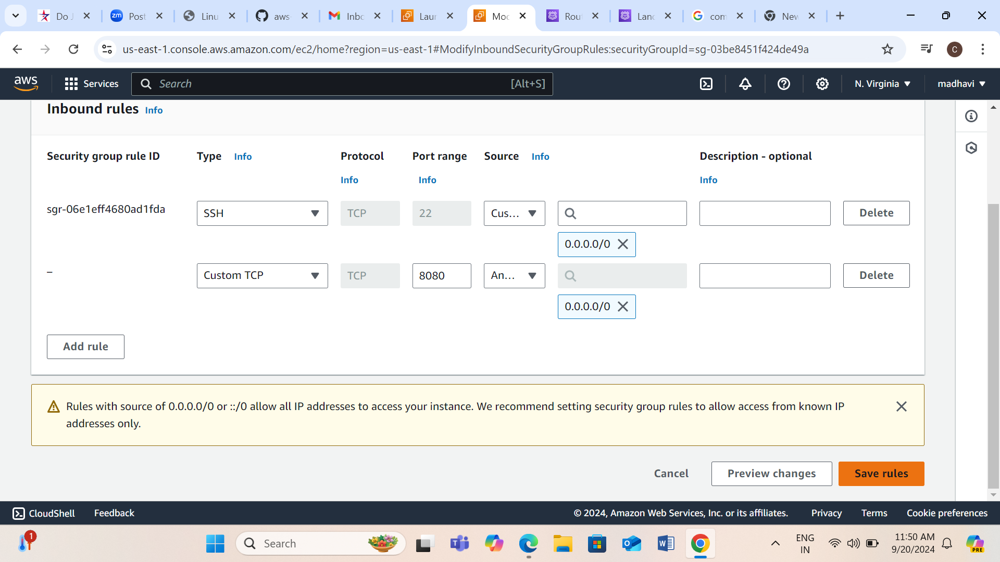 Do J
zm
Post
Linu
aws-
Inbo
Laun
Mod
Rout
Land
com
New
us-east-1.console.aws.amazon.com/ec2/home?region=us-east-1#ModifyInboundSecurityGroupRules:securityGroupId=sg-03be8451f424de49a
C
aws
Services
Search
[Alt+S]
N. Virginia
madhavi
Inbound rules Info
Security group rule ID
Type Info
Protocol
Port range
Source Info
Description - optional
Info
Info
Info
sgr-06e1eff4680ad1fda
SSH
TCP
22
Cus...
Delete
0.0.0.0/0
–
Custom TCP
TCP
8080
An...
Delete
0.0.0.0/0
Add rule
Rules with source of 0.0.0.0/0 or ::/0 allow all IP addresses to access your instance. We recommend setting security group rules to allow access from known IP
addresses only.
Cancel
Preview changes
Save rules
CloudShell
Feedback
© 2024, Amazon Web Services, Inc. or its affiliates.
Privacy
Terms
Cookie preferences
1
Search
ENG
IN
11:50 AM
9/20/2024
PRE